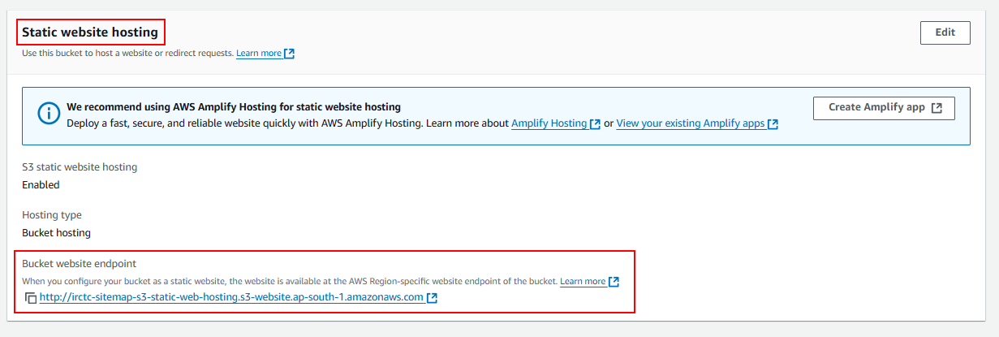 Static website hosting
Edit
Use this bucket to host a website or redirect requests. Learn more
We recommend using AWS Amplify Hosting for static website hosting
Create Amplify app
Deploy a fast, secure, and reliable website quickly with AWS Amplify Hosting. Learn more about Amplify Hosting or View your existing Amplify apps
S3 static website hosting
Enabled
Hosting type
Bucket hosting
Bucket website endpoint
When you configure your bucket as a static website, the website is available at the AWS Region-specific website endpoint of the bucket. Learn more
http://irctc-sitemap-s3-static-web-hosting.s3-website.ap-south-1.amazonaws.com